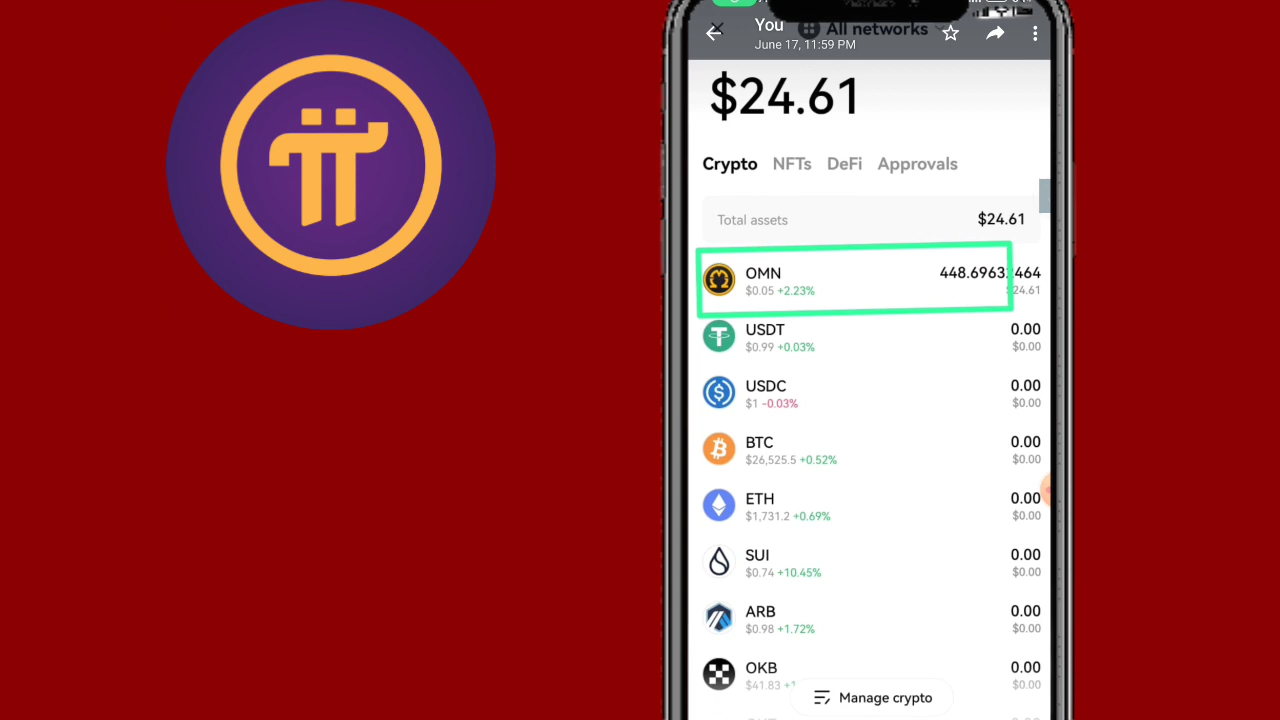 You
All networks
June 17, 11:59 PM
$24.61
Crypto NFTs DeFi Approvals
Total assets $24.61
OMN 448.69632464
$0.05 +2.23% $24.61
USDT 0.00
$0.99 +0.03% $0.00
USDC 0.00
$1 -0.03% $0.00
BTC 0.00
$26,525.5 +0.52% $0.00
ETH 0.00
$1,731.2 +0.69% $0.00
SUI 0.00
$0.74 +10.45% $0.00
ARB 0.00
$0.98 +1.72% $0.00
OKB 0.00
$41.83 $0.00
Manage crypto